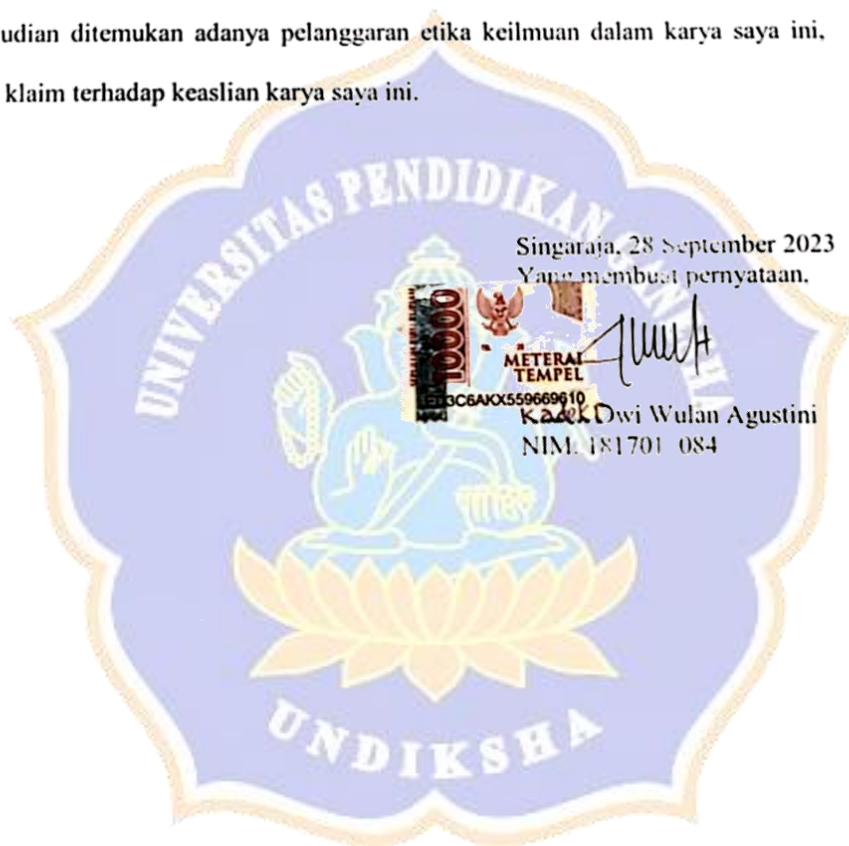 udian ditemukan adanya pelanggaran etika keilmuan dalam karya saya ini,
klaim terhadap keaslian karya saya ini.
UNIVERSITAS PENDIDIKAN GANESHA
Singaraja, 28 September 2023
Yang membuat pernyataan,
10000
METERAI
TEMPEL
3C6AKX559669610
Kadek Dwi Wulan Agustini
NIM. 181701 084
UNDIKSHA